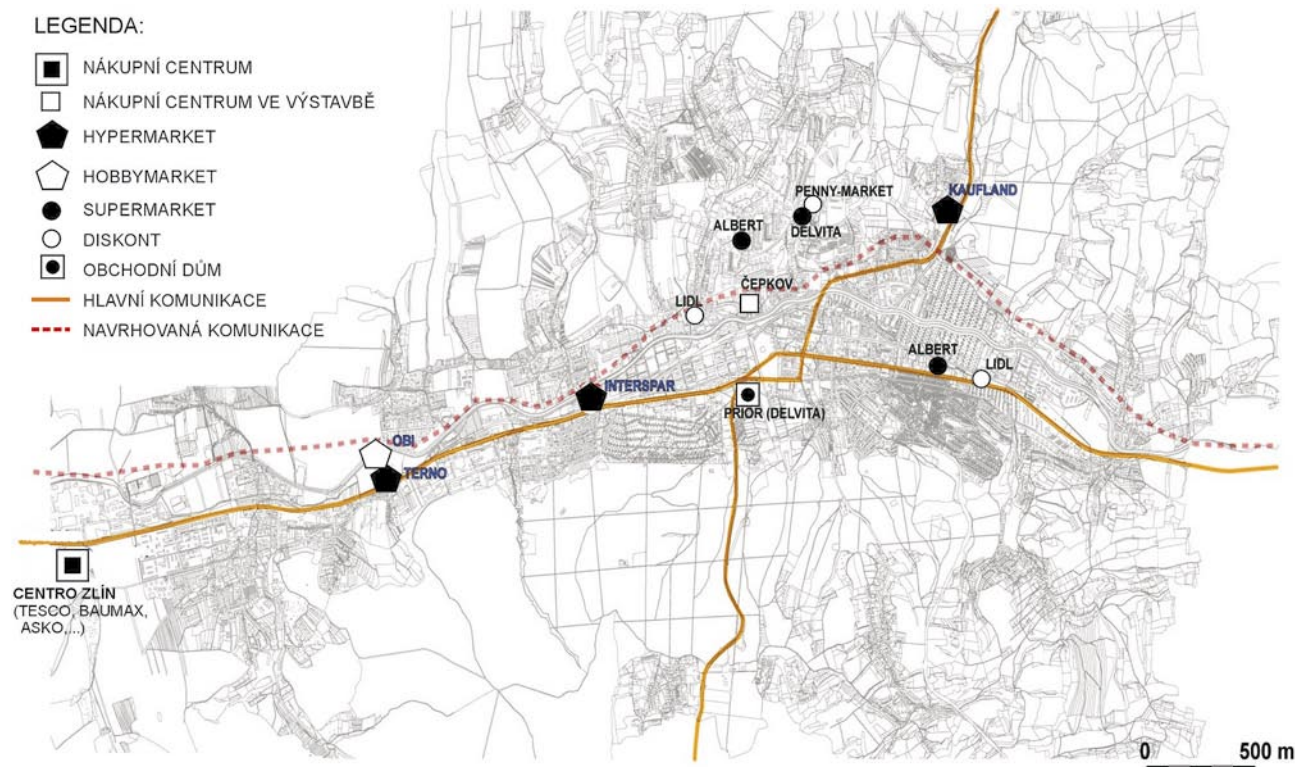 LEGENDA:
NÁKUPNÍ CENTRUM
NÁKUPNÍ CENTRUM VE VÝSTAVBĚ
HYPERMARKET
HOBBYMARKET
SUPERMARKET
DISKONT
OBCHODNÍ DŮM
HLAVNÍ KOMUNIKACE
NAVRHOVANÁ KOMUNIKACE
PENNY-MARKET
KAUFLAND
ALBERT
DELVITA
ČEPKOV
LIDL
ALBERT
LIDL
INTERSPAR
PRIOR (DELVITA)
OBI
TERNO
CENTRO ZLÍN
(TESCO, BAUMAX,
ASKO,...)
0 500 m